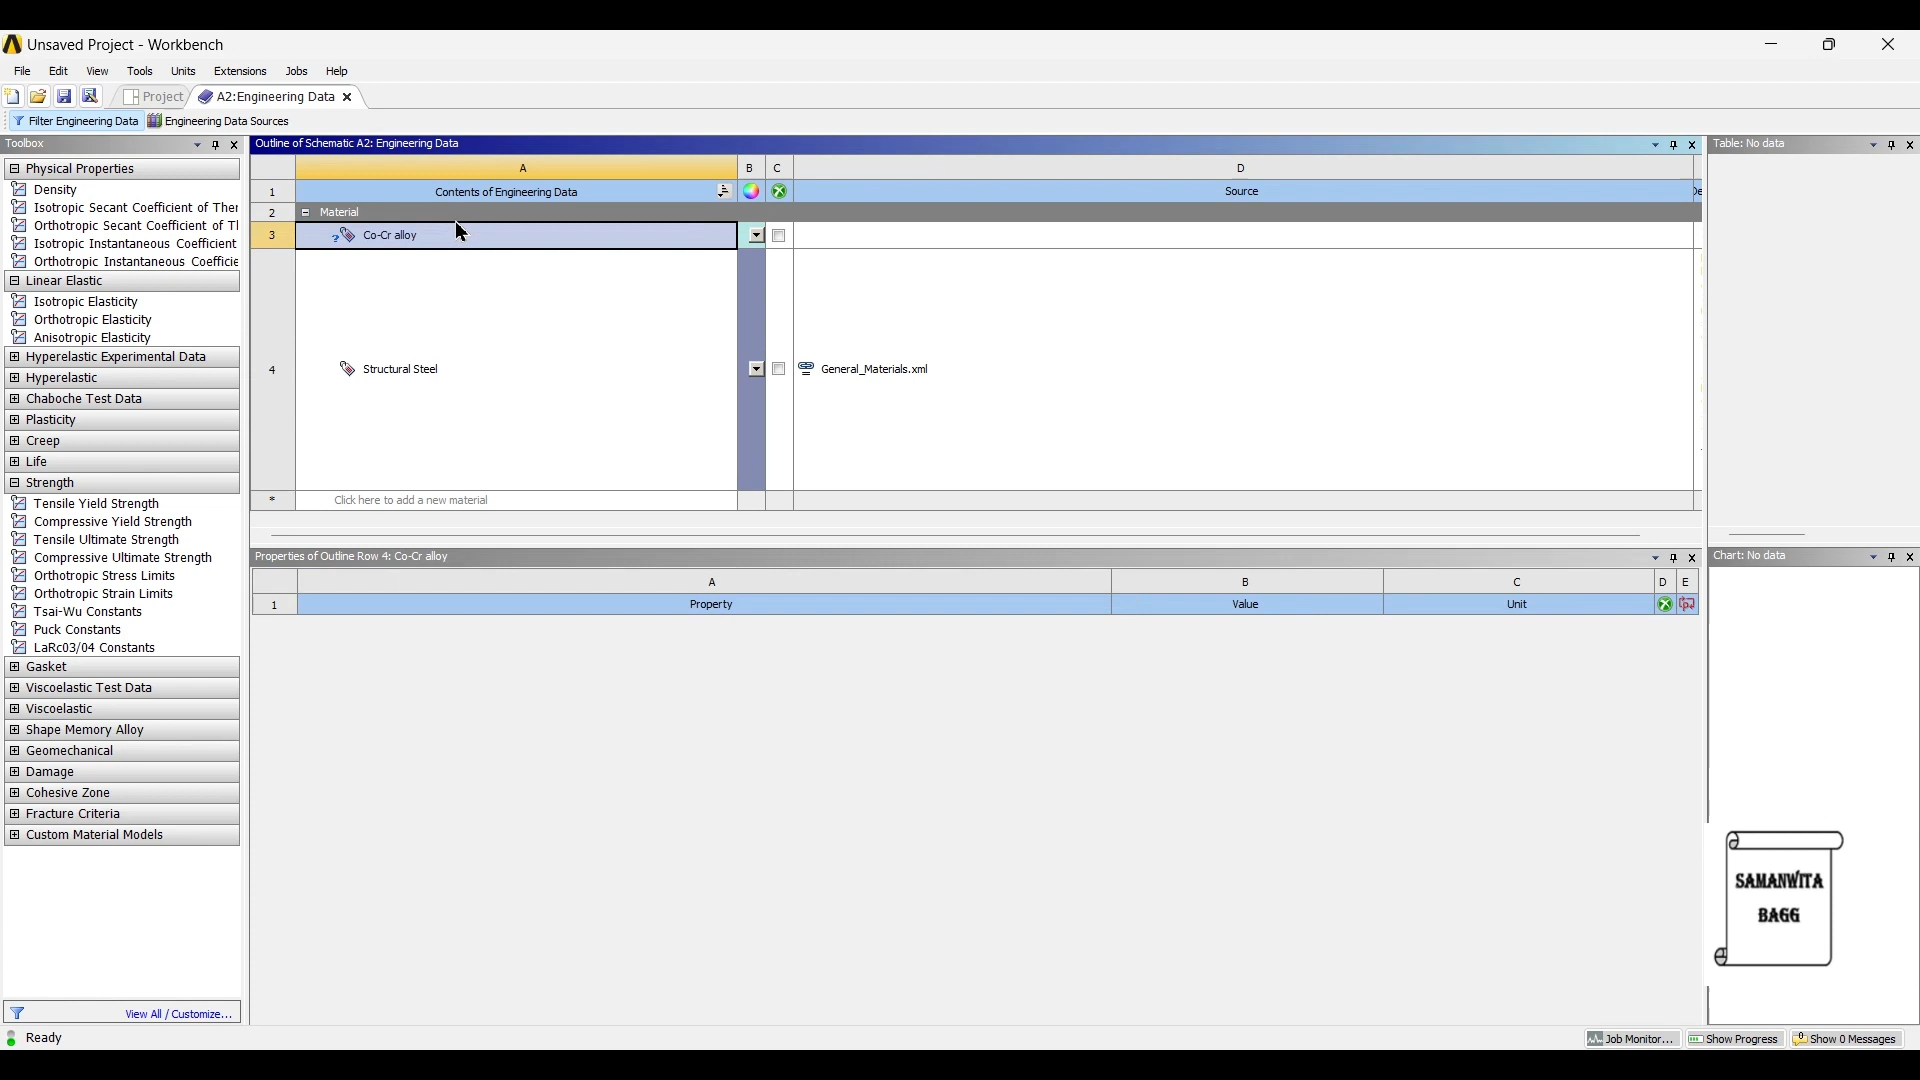 Unsaved Project - Workbench
File Edit View Tools Units Extensions Jobs Help
Project A2:Engineering Data
Filter Engineering Data Engineering Data Sources
Toolbox
Physical Properties
Density
Isotropic Secant Coefficient of Ther
Orthotropic Secant Coefficient of Tl
Isotropic Instantaneous Coefficient
Orthotropic Instantaneous Coefficie
Linear Elastic
Isotropic Elasticity
Orthotropic Elasticity
Anisotropic Elasticity
Hyperelastic Experimental Data
Hyperelastic
Chaboche Test Data
Plasticity
Creep
Life
Strength
Tensile Yield Strength
Compressive Yield Strength
Tensile Ultimate Strength
Compressive Ultimate Strength
Orthotropic Stress Limits
Orthotropic Strain Limits
Tsai-Wu Constants
Puck Constants
LaRc03/04 Constants
Gasket
Viscoelastic Test Data
Viscoelastic
Shape Memory Alloy
Geomechanical
Damage
Cohesive Zone
Fracture Criteria
Custom Material Models
View All / Customize...
Outline of Schematic A2: Engineering Data
A B C D
1 Contents of Engineering Data Source De
2 Material
3 ? Co-Cr alloy
4 Structural Steel General_Materials.xml
* Click here to add a new material
Properties of Outline Row 4: Co-Cr alloy
A B C D E
1 Property Value Unit
Table: No data
Chart: No data
SAMANWITA
BAGG
Ready
Job Monitor... Show Progress Show 0 Messages